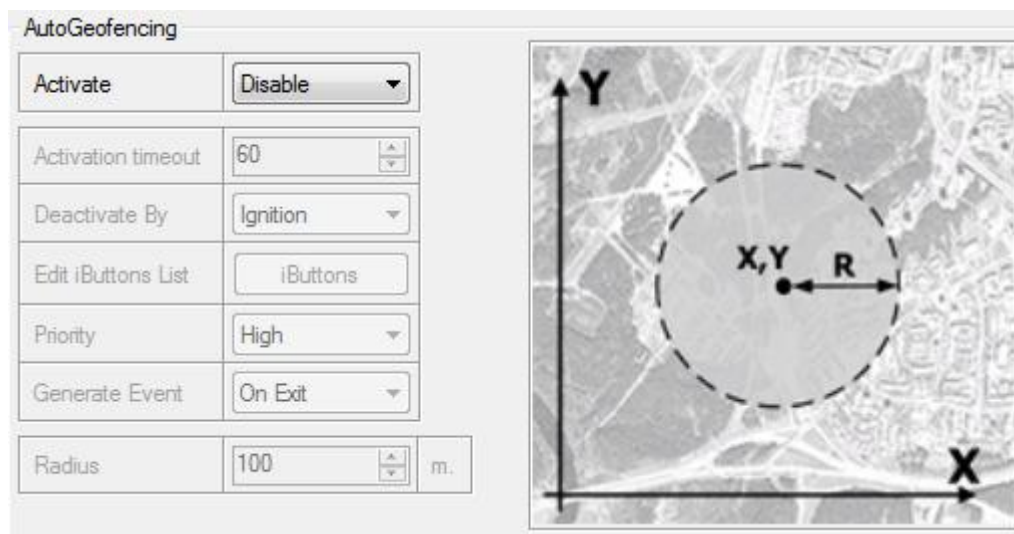 AutoGeofencing
Activate Disable
Activation timeout 60
Deactivate By Ignition
Edit iButtons List iButtons
Priority High
Generate Event On Exit
Radius 100 m.
Y
X,Y R
X